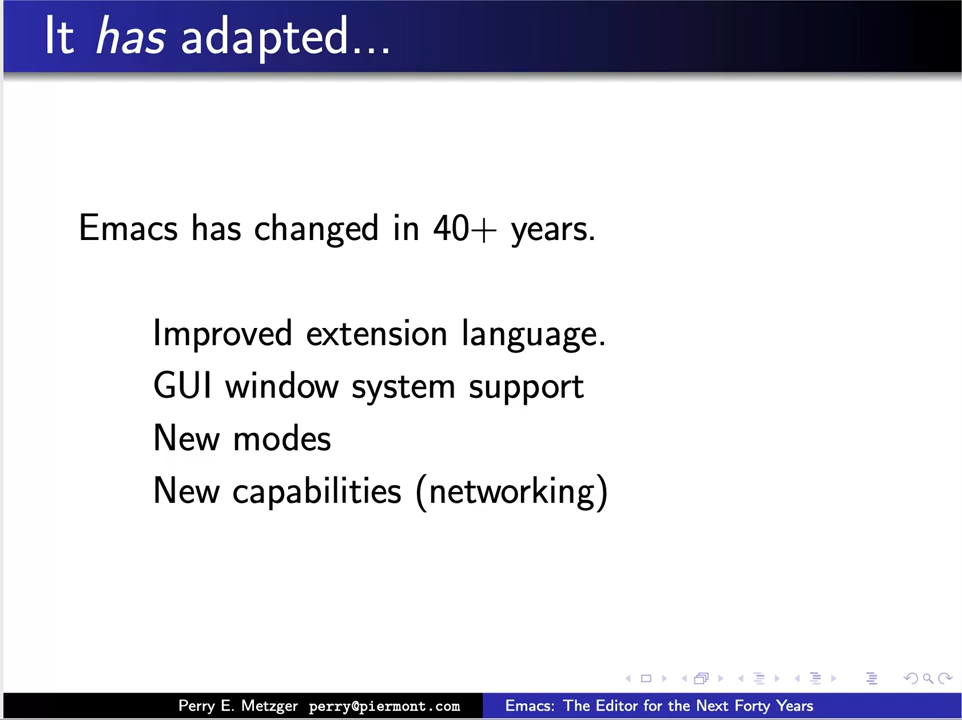 It has adapted...
Emacs has changed in 40+ years.
Improved extension language.
GUI window system support
New modes
New capabilities (networking)
Perry E. Metzger perry@piermont.com
Emacs: The Editor for the Next Forty Years